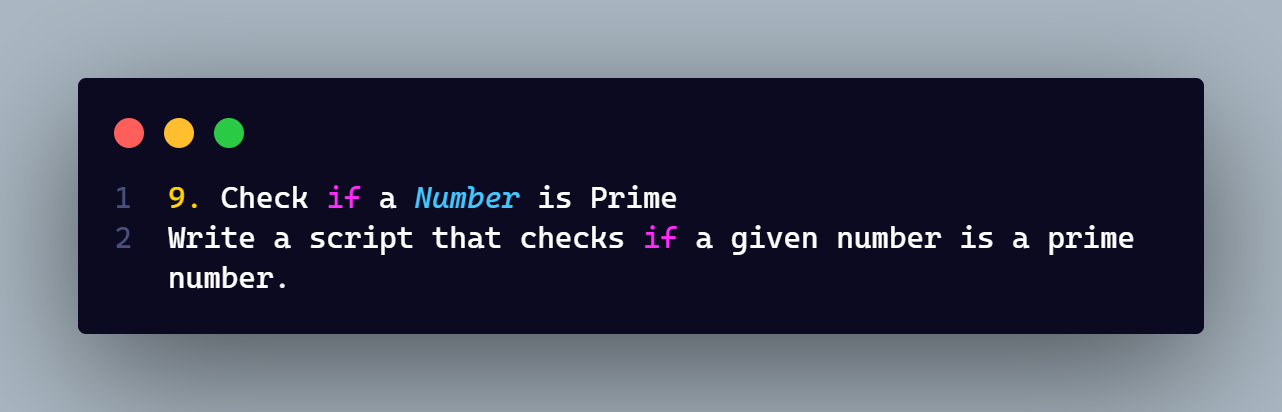 1 9. Check if a Number is Prime
2 Write a script that checks if a given number is a prime
number.